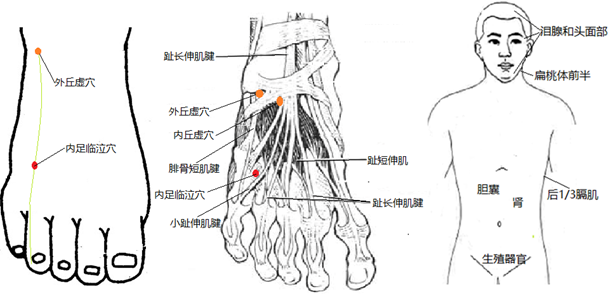 外丘虚穴
内足临泣穴
趾长伸肌腱
外丘虚穴
内丘虚穴
腓骨短肌腱
内足临泣穴
小趾伸肌腱
趾短伸肌
趾长伸肌腱
泪腺和头面部
扁桃体前半
胆囊
肾
后1/3膈肌
生殖器官